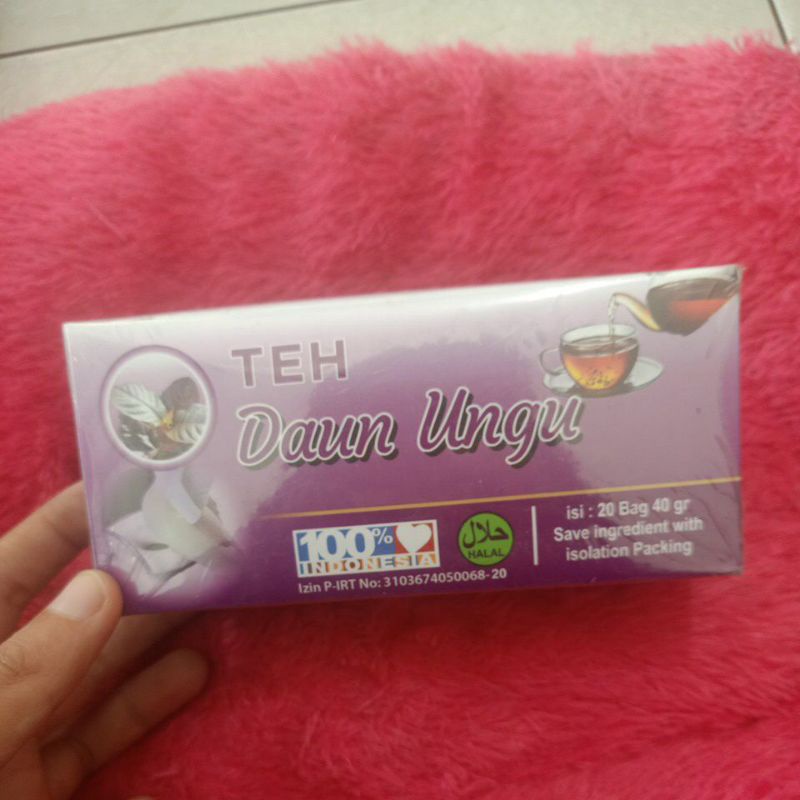 TEH
Daun Ungu
100%
INDONESIA
حلال
HALAL
Izin P-IRT No: 3103674050068-20
isi : 20 Bag 40 gr
Save ingredient with
isolation Packing